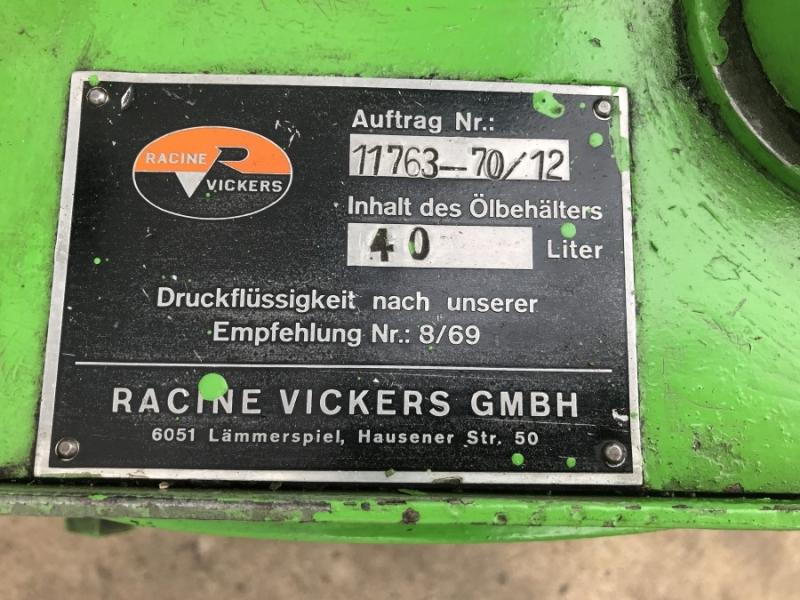 RACINE
VICKERS
Auftrag Nr.:
11763-70/12
Inhalt des Ölbehälters
40 Liter
Druckflüssigkeit nach unserer
Empfehlung Nr.: 8/69
RACINE VICKERS GMBH
6051 Lämmerspiel, Hausener Str. 50